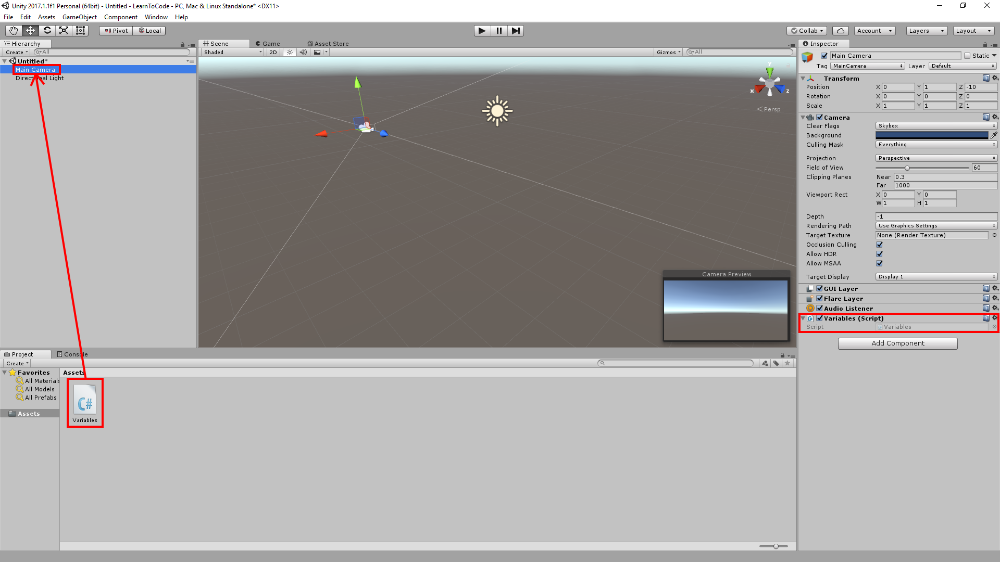 Unity 2017.1.1f1 Personal (64bit) - Untitled - LearnToCode - PC, Mac & Linux Standalone* <DX11>
File Edit Assets GameObject Component Window Help
Pivot Local
Collab Account Layers Layout
Hierarchy
Create All
Untitled*
Main Camera
Directional Light
Scene Game Asset Store
Shaded 2D Gizmos All
y
x z
Persp
Camera Preview
Inspector
Main Camera Static
Tag MainCamera Layer Default
Transform
Position X 0 Y 1 Z -10
Rotation X 0 Y 0 Z 0
Scale X 1 Y 1 Z 1
Camera
Clear Flags Skybox
Background
Culling Mask Everything
Projection Perspective
Field of View 60
Clipping Planes Near 0.3
Far 1000
Viewport Rect X 0 Y 0
W 1 H 1
Depth -1
Rendering Path Use Graphics Settings
Target Texture None (Render Texture)
Occlusion Culling
Allow HDR
Allow MSAA
Target Display Display 1
GUI Layer
Flare Layer
Audio Listener
C# Variables (Script)
Script Variables
Add Component
Project Console
Create
Favorites
All Materials
All Models
All Prefabs
Assets
Assets
C#
Variables